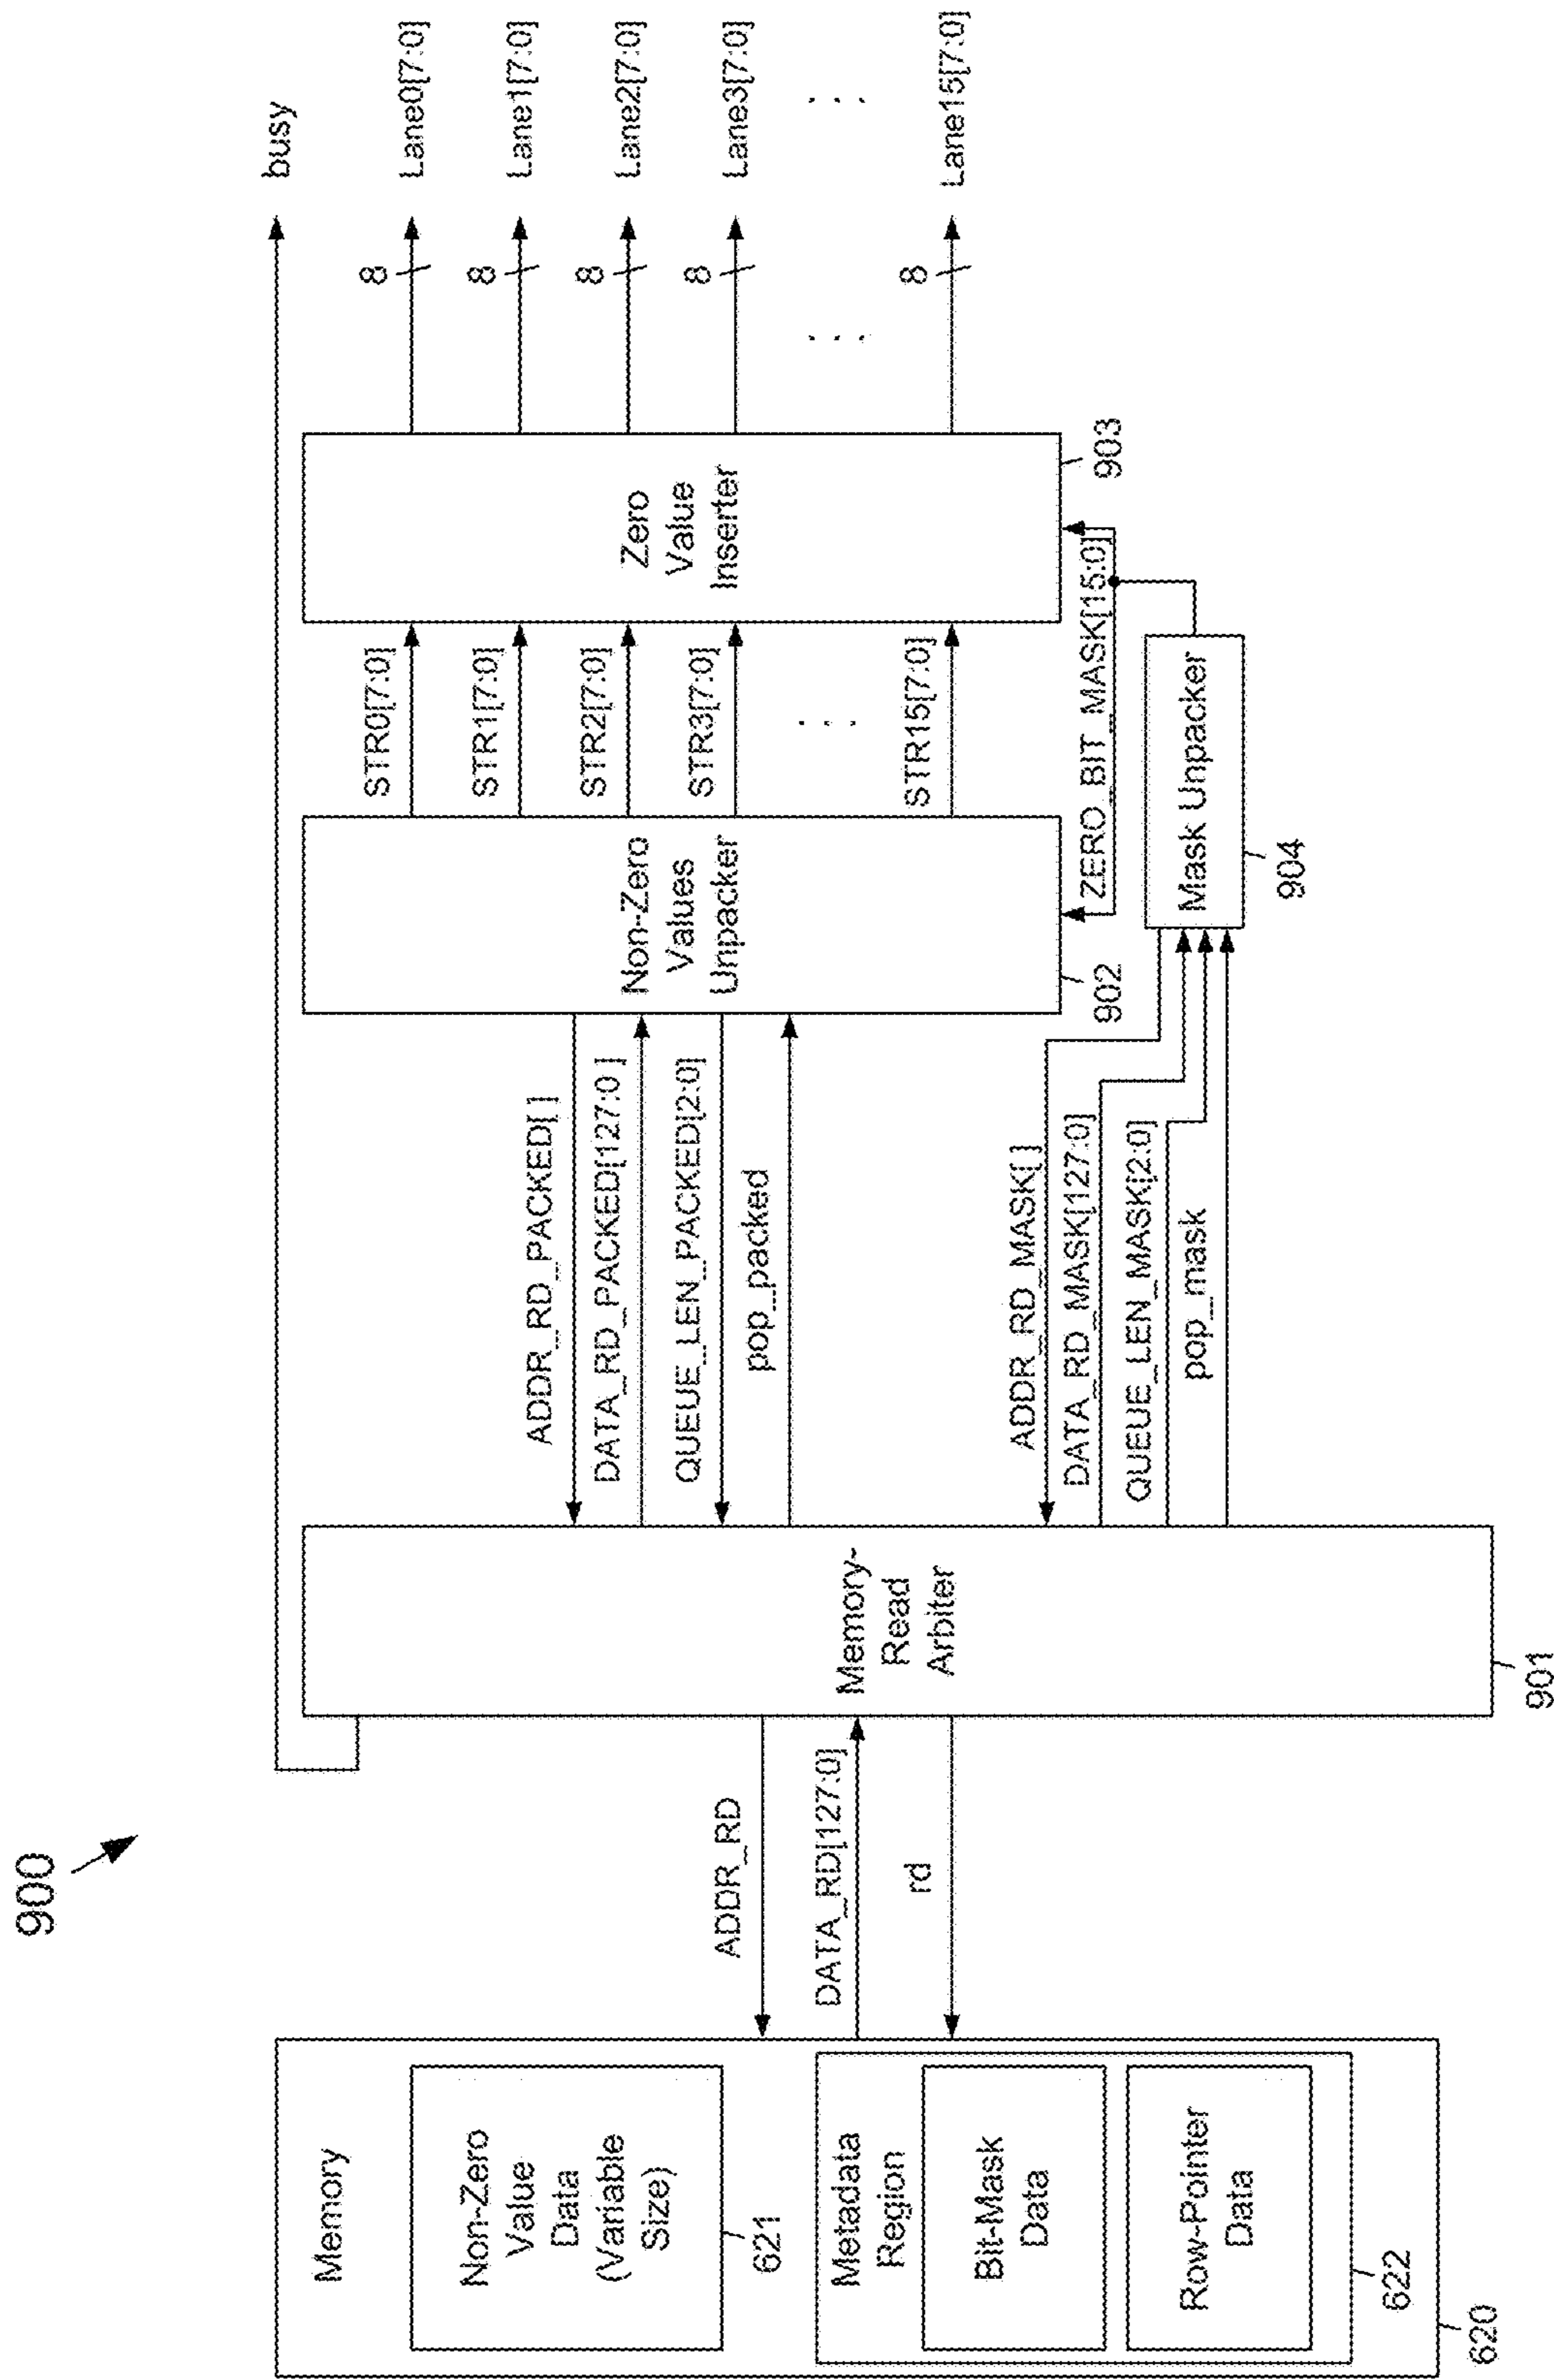 900
busy
Memory
Non-Zero
Value
Data
(Variable
Size)
621
Metadata
Region
Bit-Mask
Data
Row-Pointer
Data
622
620
ADDR_RD
DATA_RD[127:0]
rd
Memory-
Read
Arbiter
901
ADDR_RD_PACKED[ ]
DATA_RD_PACKED[127:0 ]
QUEUE_LEN_PACKED[2:0]
pop_packed
ADDR_RD_MASK[ ]
DATA_RD_MASK[127:0]
QUEUE_LEN_MASK[2:0]
pop_mask
Non-Zero
Values
Unpacker
902
STR0[7:0]
STR1[7:0]
STR2[7:0]
STR3[7:0]
. . .
STR15[7:0]
ZERO_BIT_MASK[15:0]
Mask Unpacker
904
Zero
Value
Inserter
903
8
8
8
8
. . .
8
Lane0[7:0]
Lane1[7:0]
Lane2[7:0]
Lane3[7:0]
. . .
Lane15[7:0]